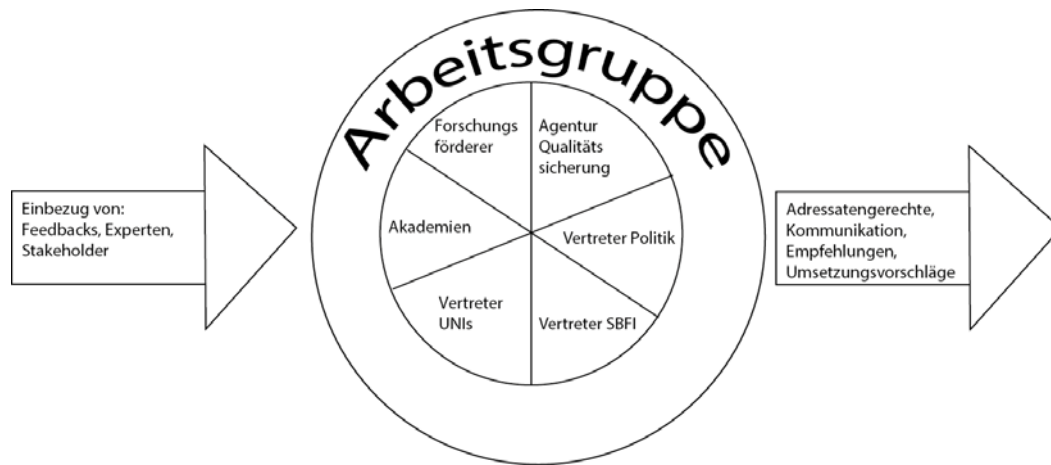 Arbeitsgruppe
Einbezug von:
Feedbacks, Experten,
Stakeholder
Forschungs
förderer
Agentur
Qualitäts
sicherung
Akademien
Vertreter Politik
Vertreter
UNIs
Vertreter SBFI
Adressatengerechte,
Kommunikation,
Empfehlungen,
Umsetzungsvorschläge